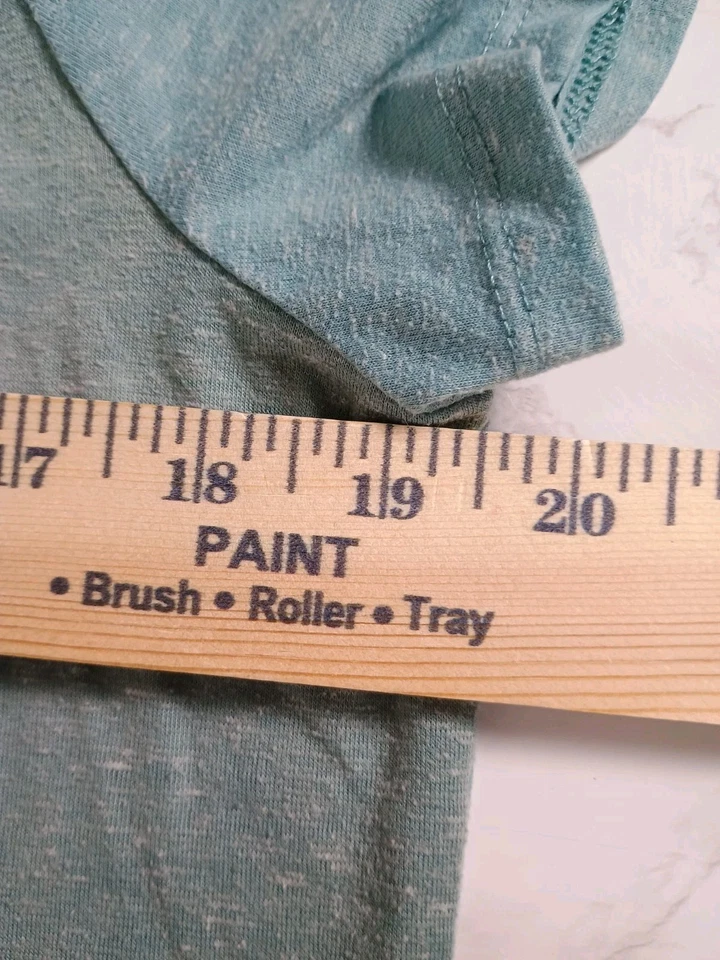 17 18 19 20
PAINT
• Brush • Roller • Tray